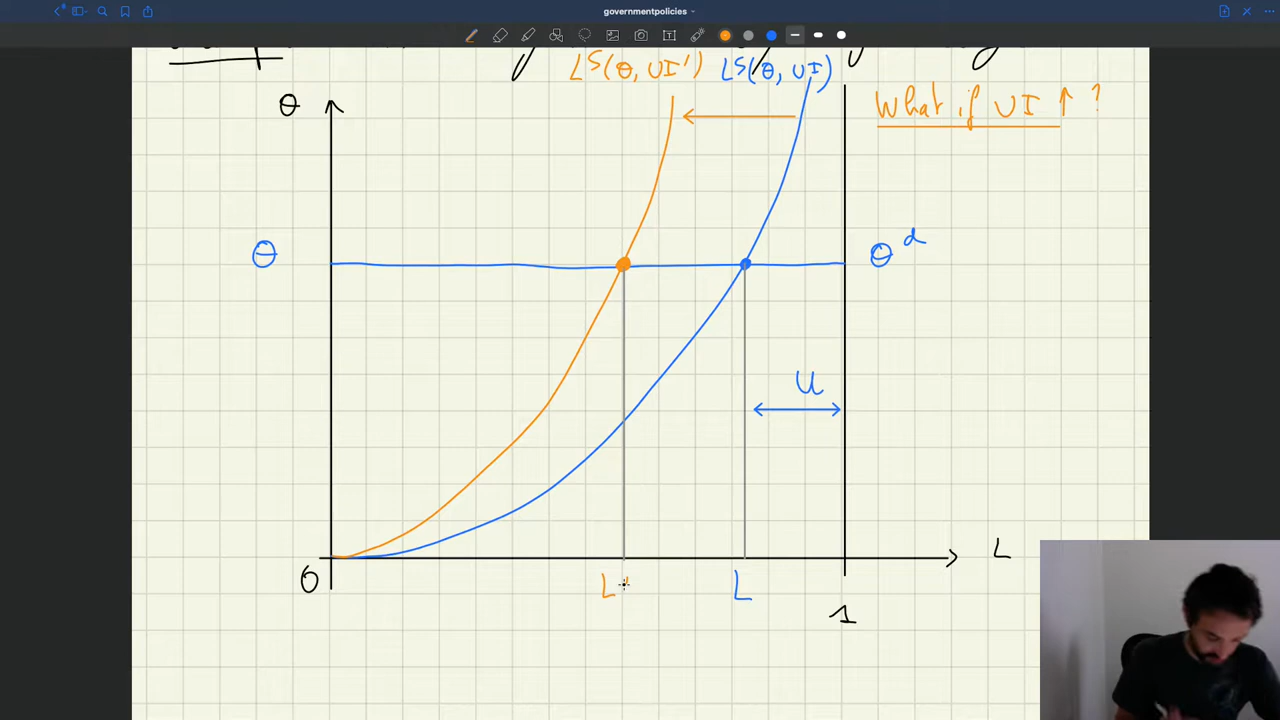 governmentpolicies
L^S(θ, UI') L^S(θ, UI)
What if UI ↑ ?
θ
θ θ^d
u
L
0 L' L
1